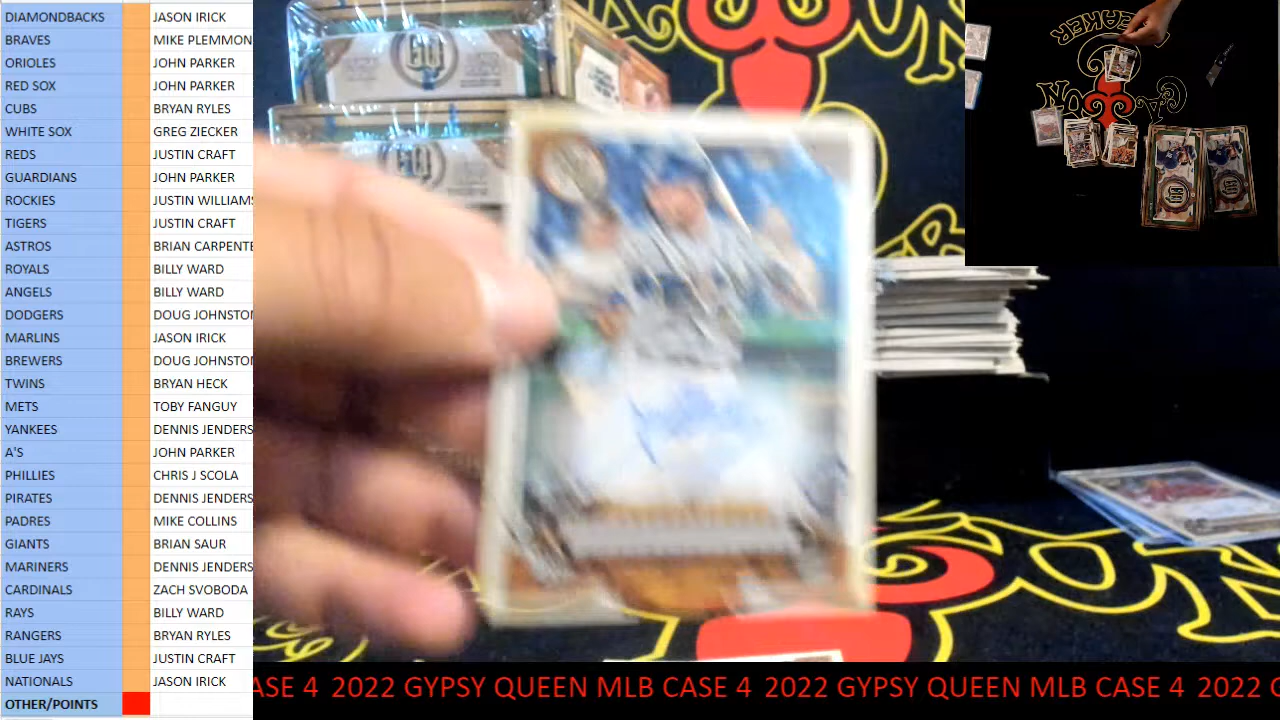 DIAMONDBACKS JASON IRICK
BRAVES MIKE PLEMMON
ORIOLES JOHN PARKER
RED SOX JOHN PARKER
CUBS BRYAN RYLES
WHITE SOX GREG ZIECKER
REDS JUSTIN CRAFT
GUARDIANS JOHN PARKER
ROCKIES JUSTIN WILLIAMS
TIGERS JUSTIN CRAFT
ASTROS BRIAN CARPENTE
ROYALS BILLY WARD
ANGELS BILLY WARD
DODGERS DOUG JOHNSTON
MARLINS JASON IRICK
BREWERS DOUG JOHNSTON
TWINS BRYAN HECK
METS TOBY FANGUY
YANKEES DENNIS JENDERS
A'S JOHN PARKER
PHILLIES CHRIS J SCOLA
PIRATES DENNIS JENDERS
PADRES MIKE COLLINS
GIANTS BRIAN SAUR
MARINERS DENNIS JENDERS
CARDINALS ZACH SVOBODA
RAYS BILLY WARD
RANGERS BRYAN RYLES
BLUE JAYS JUSTIN CRAFT
NATIONALS JASON IRICK
OTHER/POINTS
GQ
ASE 4 2022 GYPSY QUEEN MLB CASE 4 2022 GYPSY QUEEN MLB CASE 4 2022 G